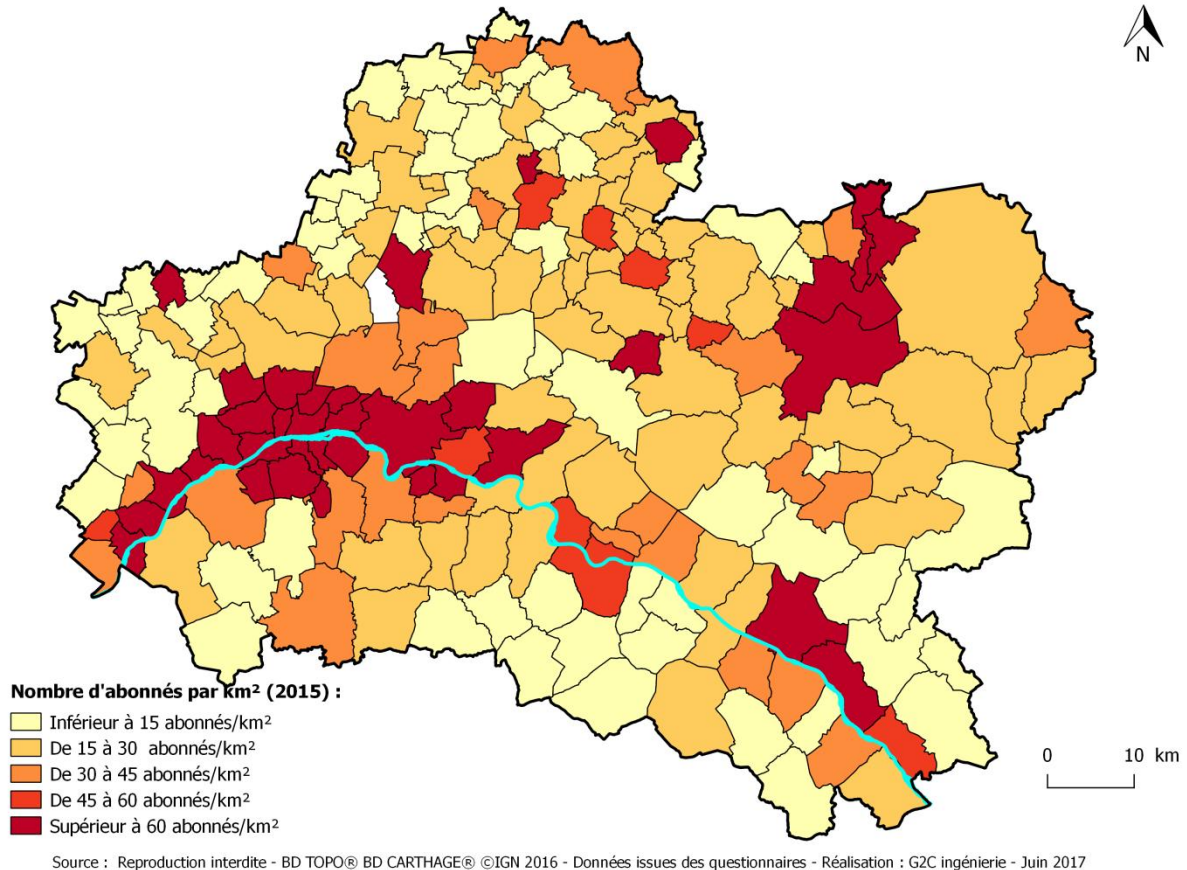 N
Nombre d'abonnés par km² (2015) :
Inférieur à 15 abonnés/km²
De 15 à 30 abonnés/km²
De 30 à 45 abonnés/km²
De 45 à 60 abonnés/km²
Supérieur à 60 abonnés/km²
0 10 km
Source : Reproduction interdite - BD TOPO® BD CARTHAGE® ©IGN 2016 - Données issues des questionnaires - Réalisation : G2C ingénierie - Juin 2017